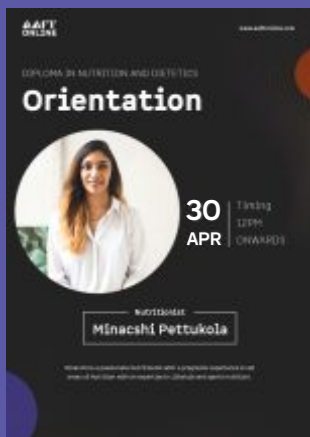 AAFT
ONLINE
www.aaftonline.com
DIPLOMA IN NUTRITION AND DIETETICS
Orientation
30
APR
Timing
12PM
ONWARDS
Nutritionist
Minacshi Pettukola